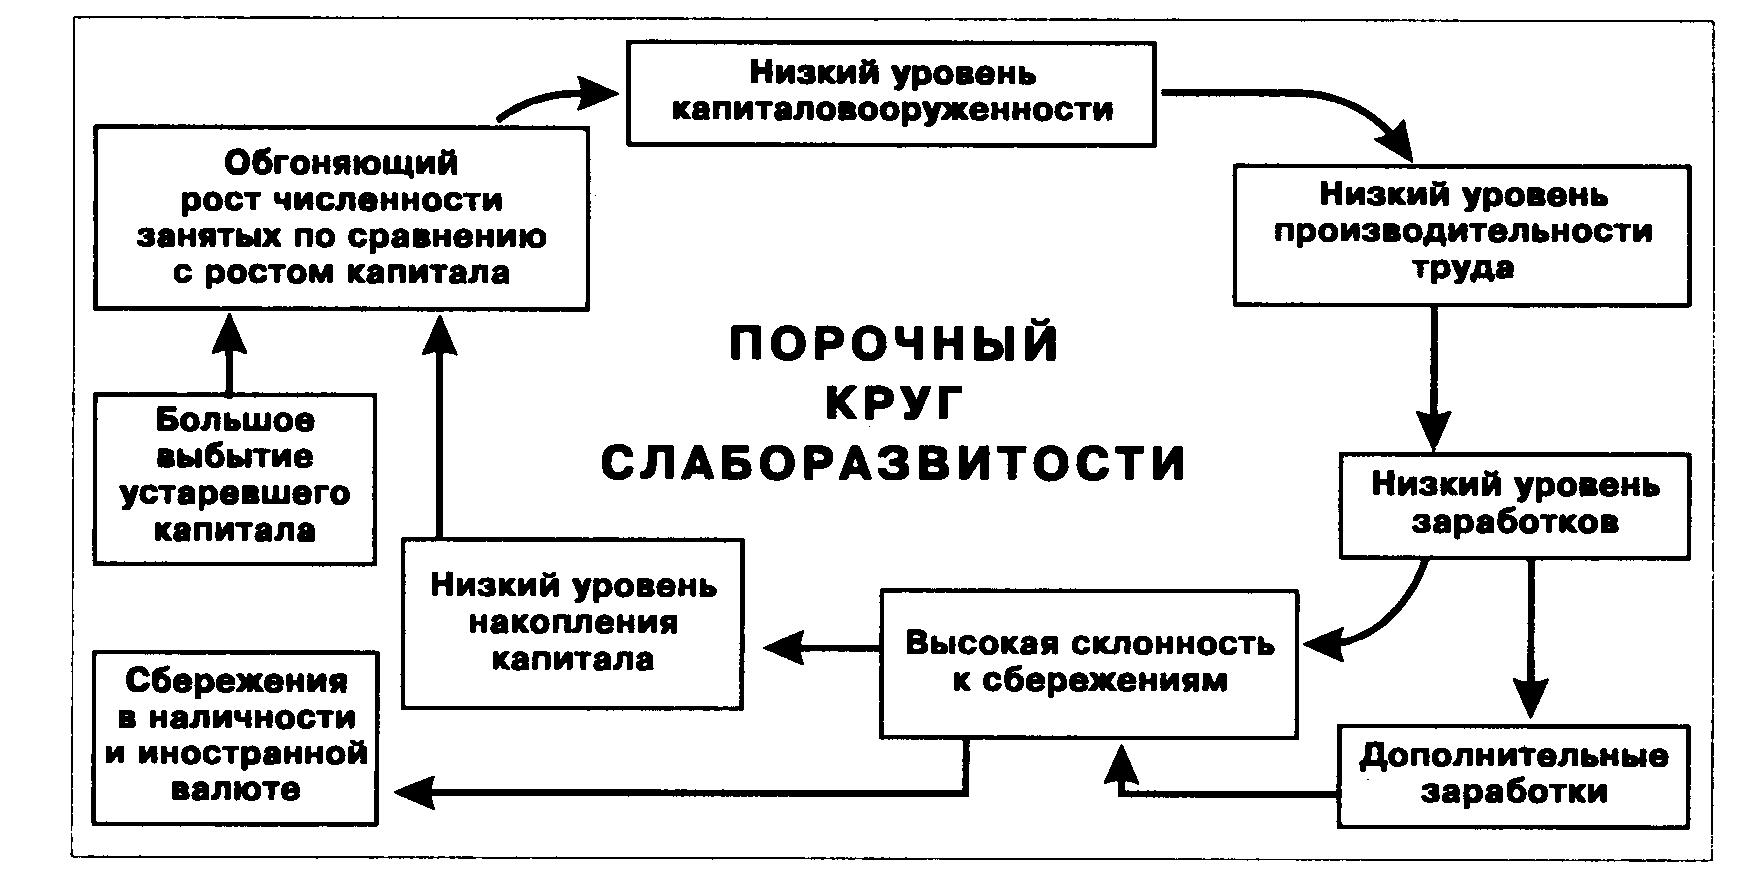 Низкий уровень
капиталовооруженности
Обгоняющий
рост численности
занятых по сравнению
с ростом капитала
Низкий уровень
производительности
труда
ПОРОЧНЫЙ
КРУГ
СЛАБОРАЗВИТОСТИ
Большое
выбытие
устаревшего
капитала
Низкий уровень
заработков
Низкий уровень
накопления
капитала
Высокая склонность
к сбережениям
Сбережения
в наличности
и иностранной
валюте
Дополнительные
заработки